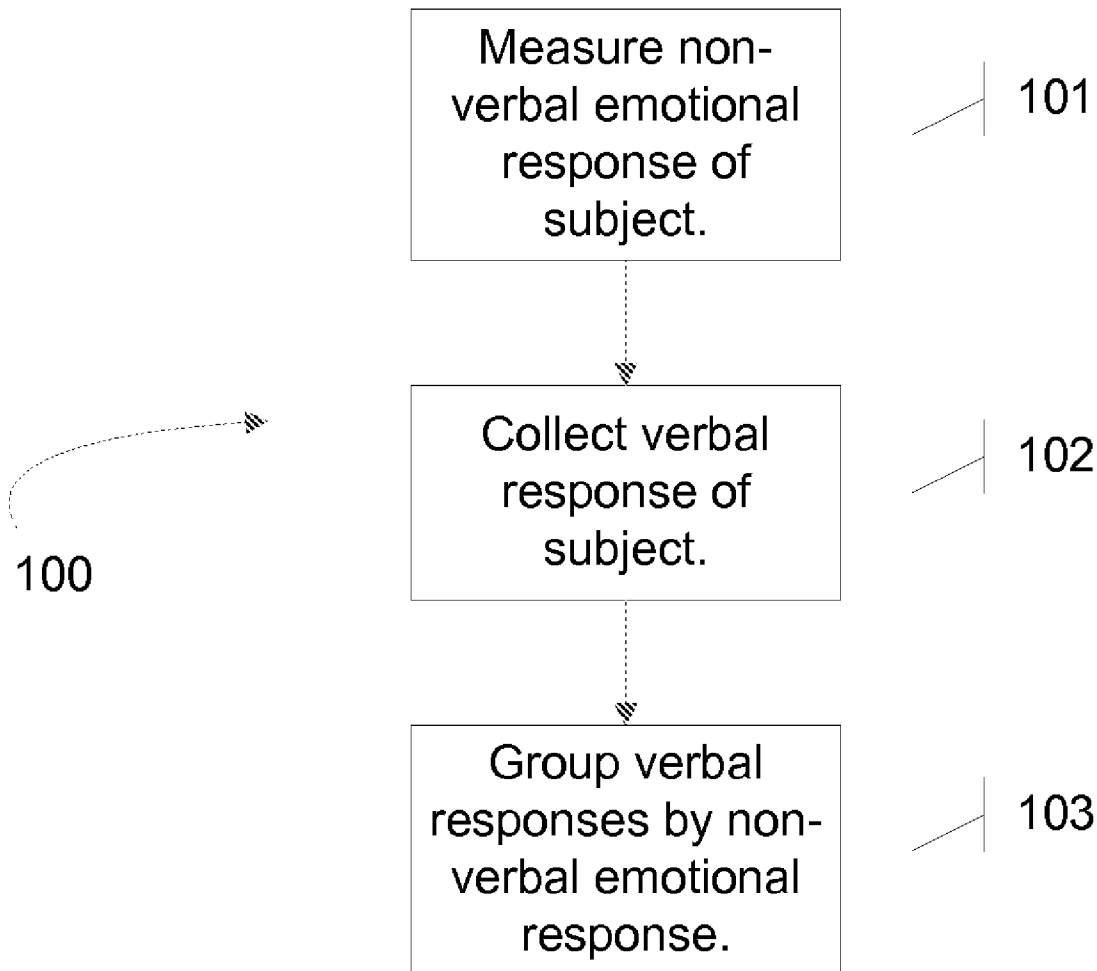 Measure non-
verbal emotional
response of
subject.
101
Collect verbal
response of
subject.
102
100
Group verbal
responses by non-
verbal emotional
response.
103